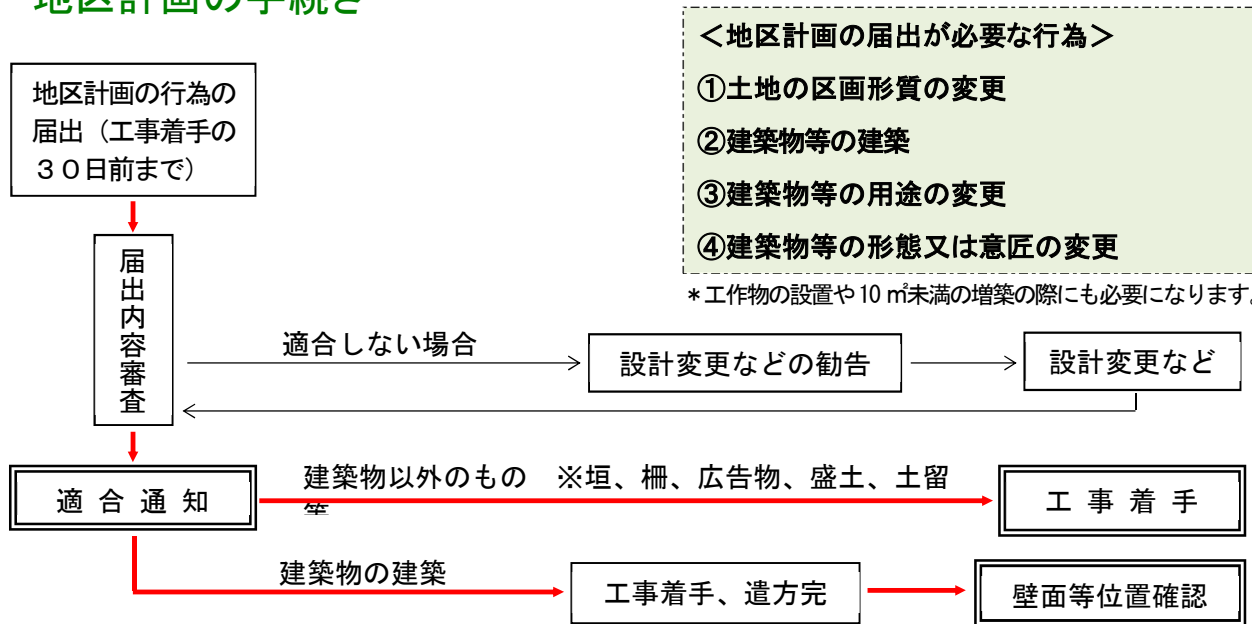 地区計画の手続き
＜地区計画の届出が必要な行為＞
①土地の区画形質の変更
②建築物等の建築
③建築物等の用途の変更
④建築物等の形態又は意匠の変更
＊工作物の設置や10㎡未満の増築の際にも必要になります。
地区計画の行為の
届出（工事着手の
３０日前まで）
届出内容審査
適合しない場合
設計変更などの勧告
設計変更など
適合通知
建築物以外のもの　※垣、柵、広告物、盛土、土留
等
工事着手
建築物の建築
工事着手、遣方完
壁面等位置確認